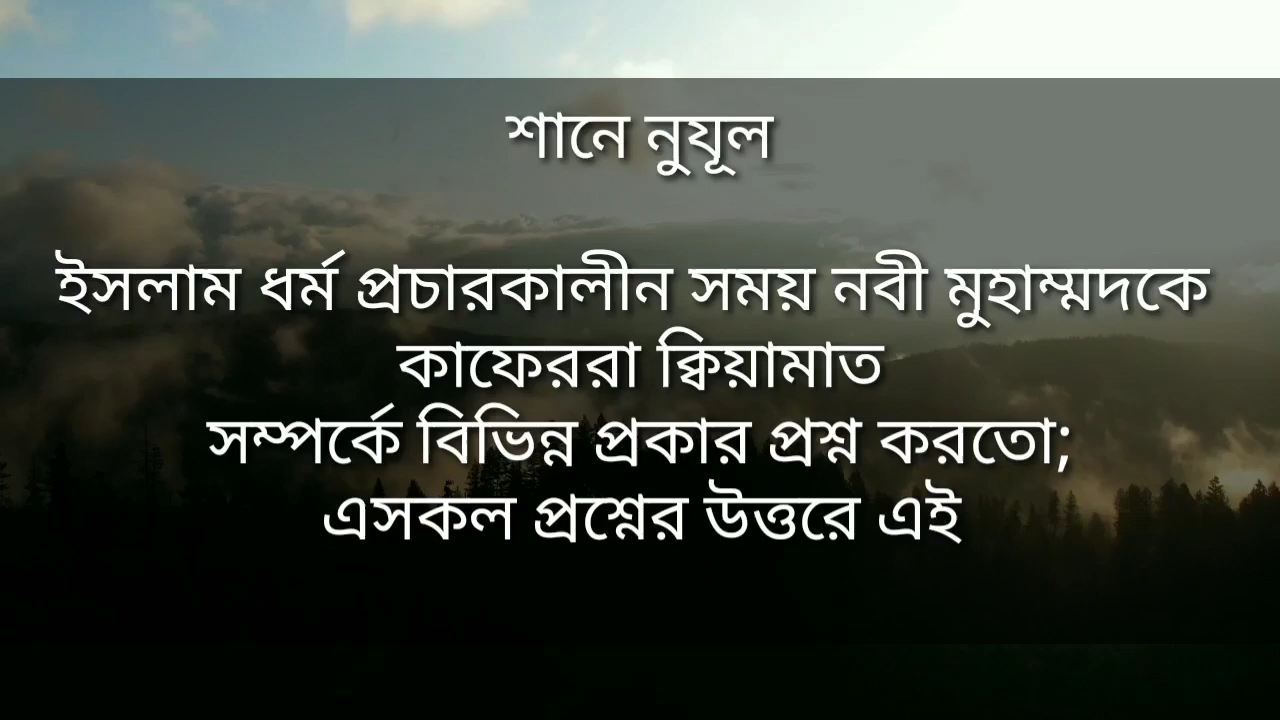 শানে নুযূল
ইসলাম ধর্ম প্রচারকালীন সময় নবী মুহাম্মদকে
কাফেররা ক্বিয়ামাত
সম্পর্কে বিভিন্ন প্রকার প্রশ্ন করতো;
এসকল প্রশ্নের উত্তরে এই